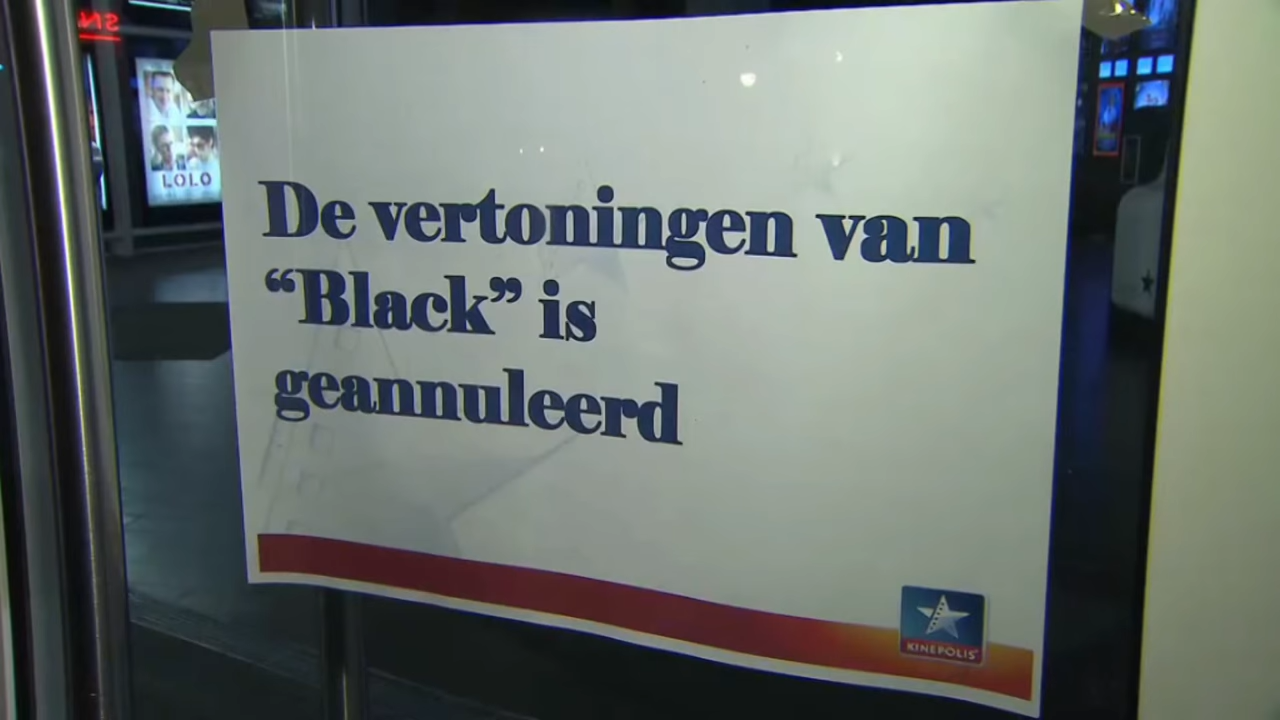 De vertoningen van
“Black” is
geannuleerd
KINEPOLIS
LOLO